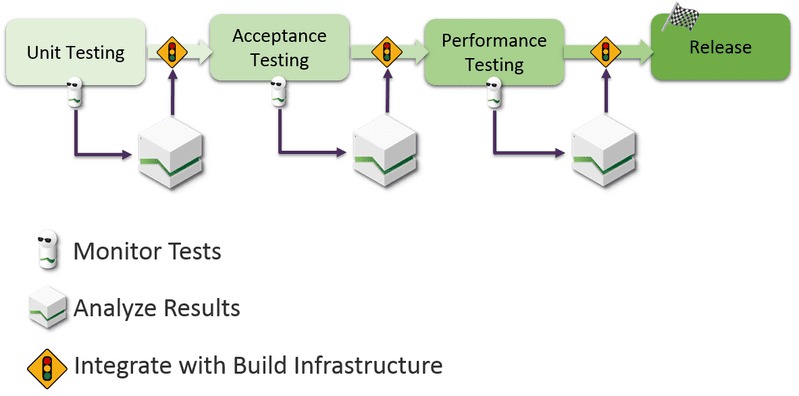 Unit Testing
Acceptance
Testing
Performance
Testing
Release
Monitor Tests
Analyze Results
Integrate with Build Infrastructure